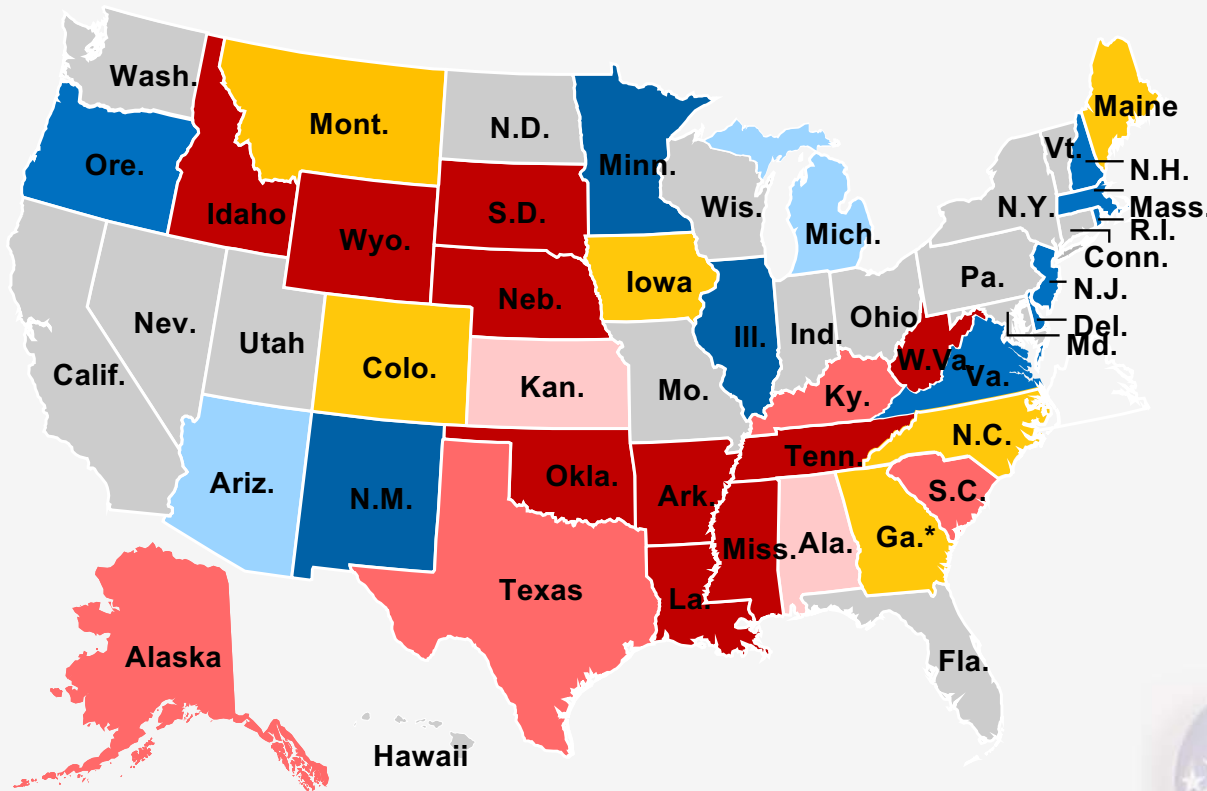 Wash.
Maine
Mont.
N.D.
Vt.
Ore.
Minn.
N.H.
Idaho
S.D.
Wis.
N.Y.
Mass.
Wyo.
Mich.
R.I.
Conn.
Iowa
Pa.
N.J.
Neb.
Nev.
Ohio
Del.
Utah
Ill.
Ind.
Md.
Calif.
Colo.
W.Va.
Va.
Kan.
Mo.
Ky.
N.C.
Tenn.
Ariz.
Okla.
S.C.
N.M.
Ark.
Ga.*
Miss.
Ala.
Texas
La.
Alaska
Fla.
Hawaii